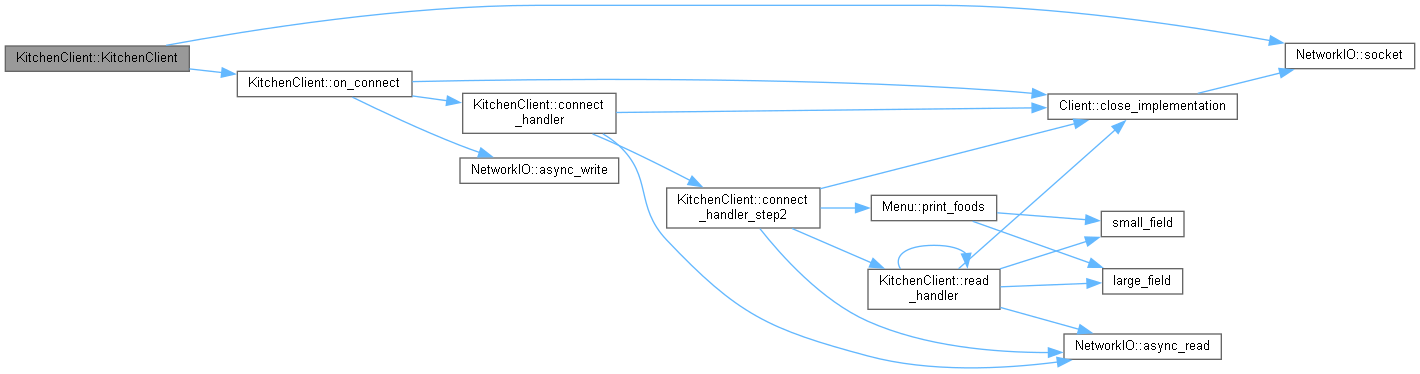 KitchenClient::KitchenClient
KitchenClient::on_connect
KitchenClient::connect
_handler
NetworkIO::async_write
KitchenClient::connect
_handler_step2
Menu::print_foods
KitchenClient::read
_handler
NetworkIO::socket
Client::close_implementation
small_field
large_field
NetworkIO::async_read